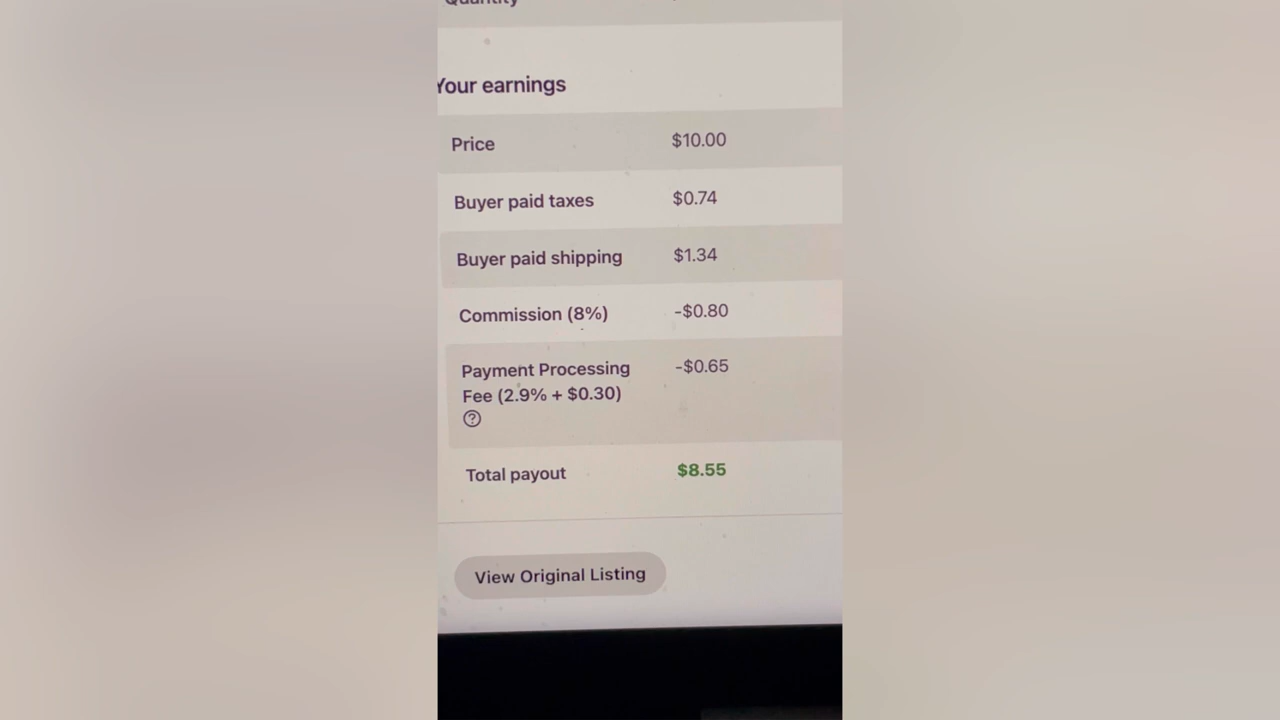 Quantity
Your earnings
Price $10.00
Buyer paid taxes $0.74
Buyer paid shipping $1.34
Commission (8%) -$0.80
Payment Processing -$0.65
Fee (2.9% + $0.30)
?
Total payout $8.55
View Original Listing